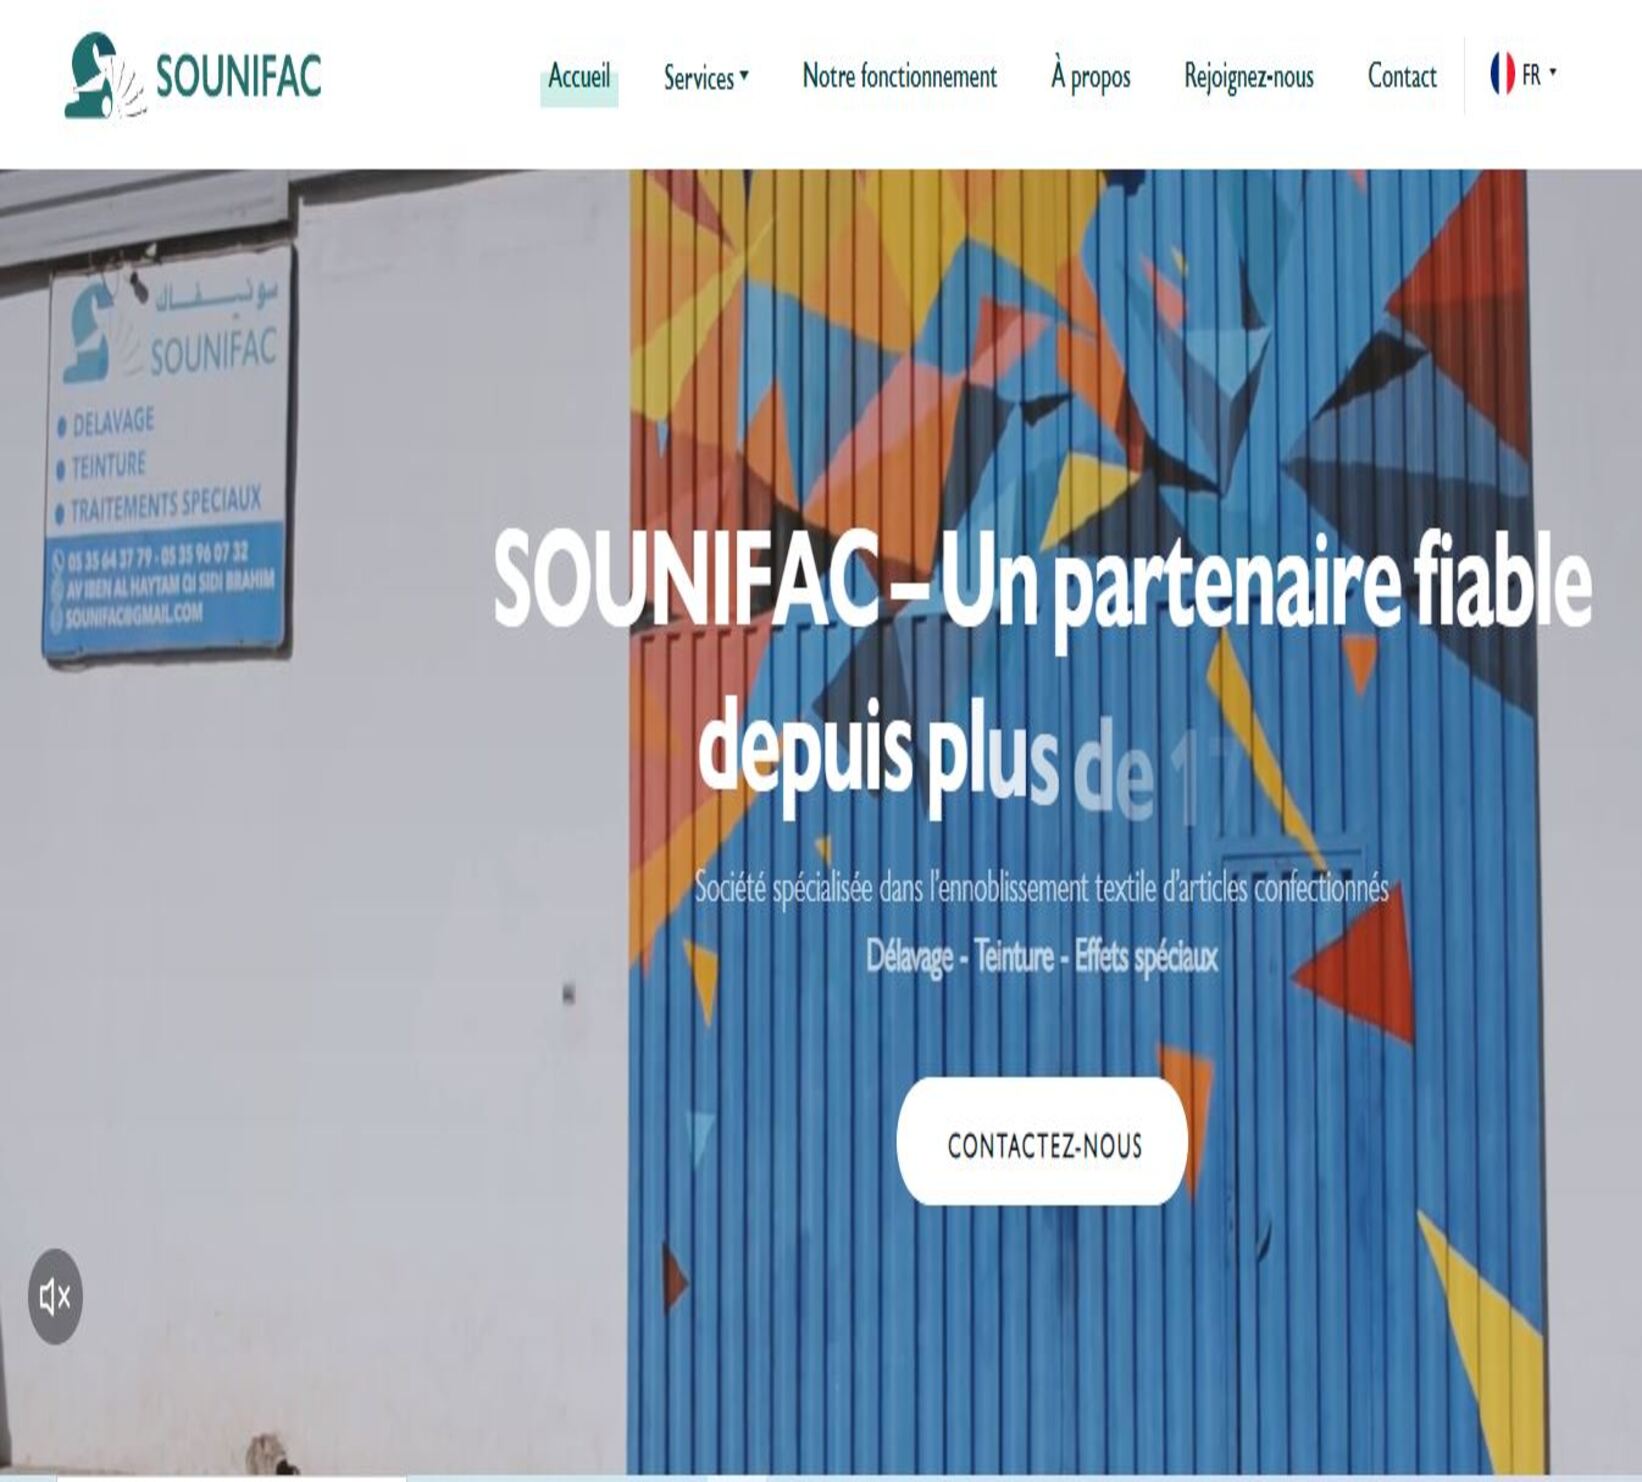 SOUNIFAC
Accueil Services Notre fonctionnement À propos Rejoignez-nous Contact FR
سونيفاك
SOUNIFAC
DELAVAGE
TEINTURE
TRAITEMENTS SPECIAUX
05 35 64 37 79 - 05 35 96 07 32
AV IBEN AL HAYTAM QI SIDI BRAHIM
SOUNIFAC@GMAIL.COM
SOUNIFAC – Un partenaire fiable
depuis plus de 17
Société spécialisée dans l'ennoblissement textile d'articles confectionnés
Délavage - Teinture - Effets spéciaux
CONTACTEZ-NOUS